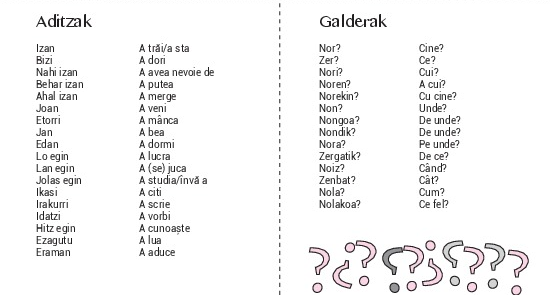 Aditzak
Izan A trăi/a sta
Bizi A dori
Nahi izan A avea nevoie de
Behar izan A putea
Ahal izan A merge
Joan A veni
Etorri A mânca
Jan A bea
Edan A dormi
Lo egin A lucra
Lan egin A (se) juca
Jolas egin A studia/învă a
Ikasi A citi
Irakurri A scrie
Idatzi A vorbi
Hitz egin A cunoaște
Ezagutu A lua
Eraman A aduce
Galderak
Nor? Cine?
Zer? Ce?
Nori? Cui?
Noren? A cui?
Norekin? Cu cine?
Non? Unde?
Nongoa? De unde?
Nondik? De unde?
Nora? Pe unde?
Zergatik? De ce?
Noiz? Când?
Zenbat? Cât?
Nola? Cum?
Nolakoa? Ce fel?